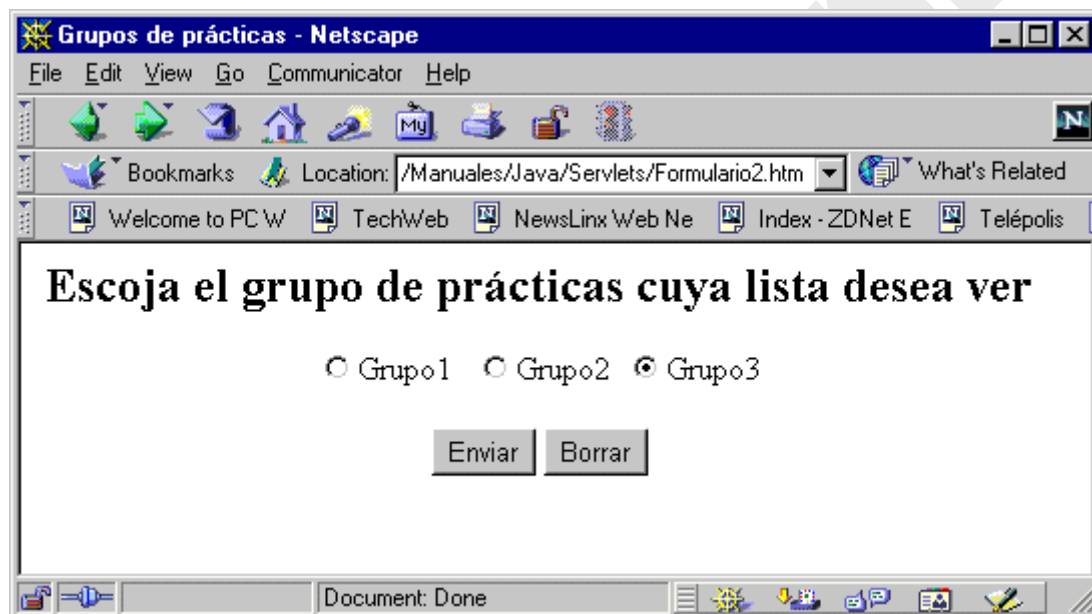 Grupos de prácticas - Netscape
File Edit View Go Communicator Help
My
N
Bookmarks Location: /Manuales/Java/Servlets/Formulario2.htm What's Related
Welcome to PC W TechWeb NewsLinx Web Ne Index - ZDNet E Telépolis
Escoja el grupo de prácticas cuya lista desea ver
Grupo1 Grupo2 Grupo3
Enviar Borrar
Document: Done